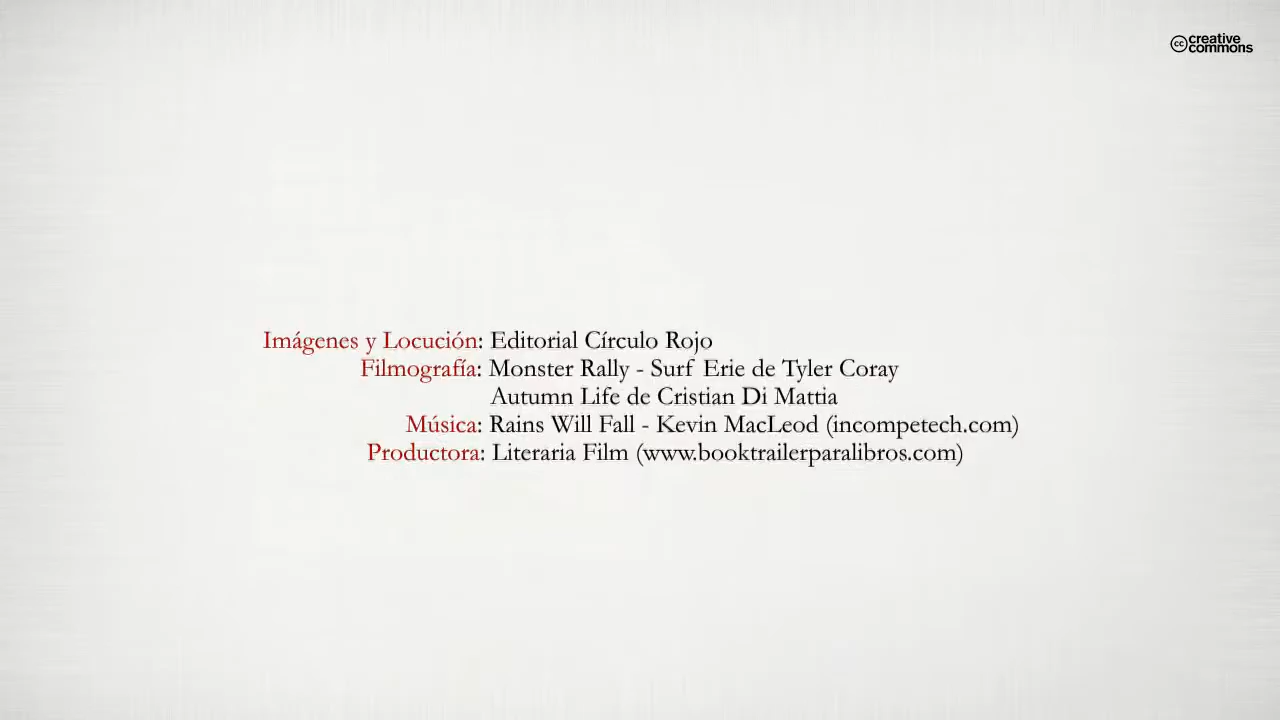 creative
commons
Imágenes y Locución: Editorial Círculo Rojo
Filmografía: Monster Rally - Surf Erie de Tyler Coray
Autumn Life de Cristian Di Mattia
Música: Rains Will Fall - Kevin MacLeod (incompetech.com)
Productora: Literaria Film (www.booktrailerparalibros.com)